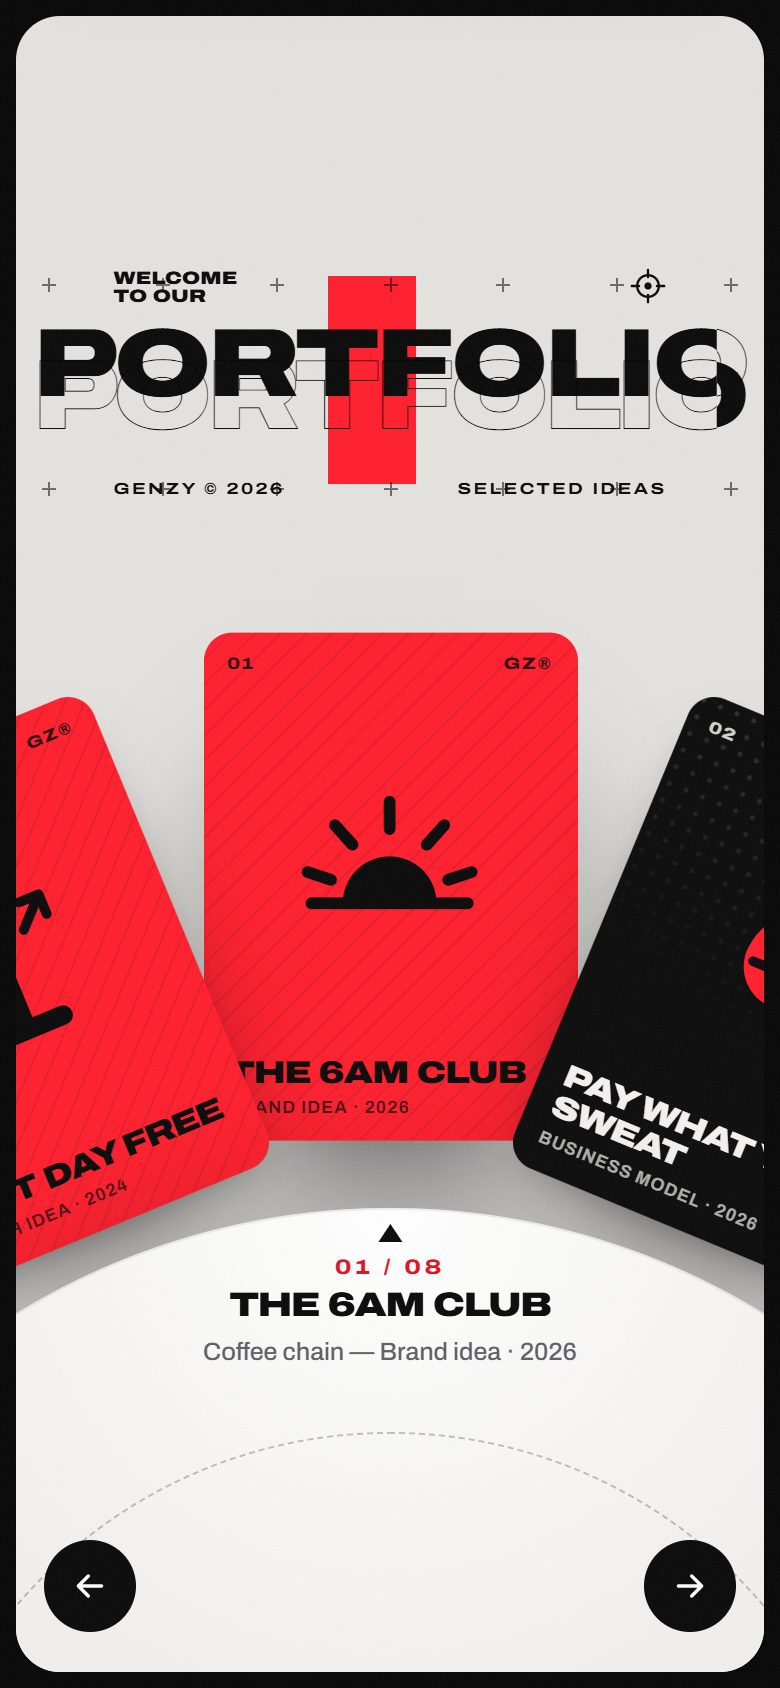 WELCOME
TO OUR
PORTFOLIO
GENZY © 2026
SELECTED IDEAS
01
GZ®
THE 6AM CLUB
AND IDEA · 2026
GZ®
T DAY FREE
H IDEA · 2024
02
PAY WHAT
SWEAT
BUSINESS MODEL · 2026
01 / 08
THE 6AM CLUB
Coffee chain — Brand idea · 2026